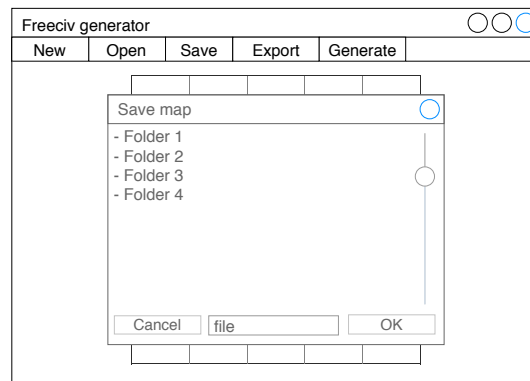 Freeciv generator
New Open Save Export Generate
Save map
- Folder 1
- Folder 2
- Folder 3
- Folder 4
Cancel file OK